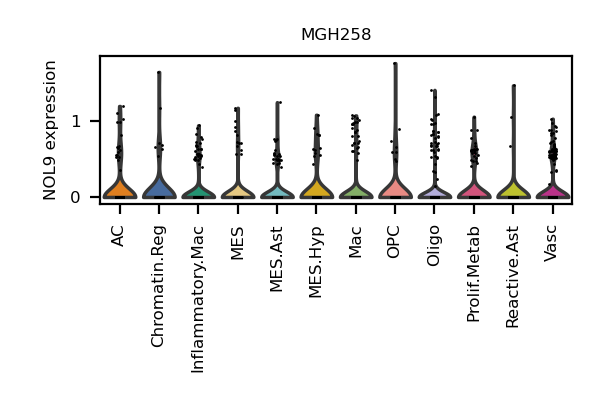 MGH258
NOL9 expression
1
0
AC
Chromatin.Reg
Inflammatory.Mac
MES
MES.Ast
MES.Hyp
Mac
OPC
Oligo
Prolif.Metab
Reactive.Ast
Vasc